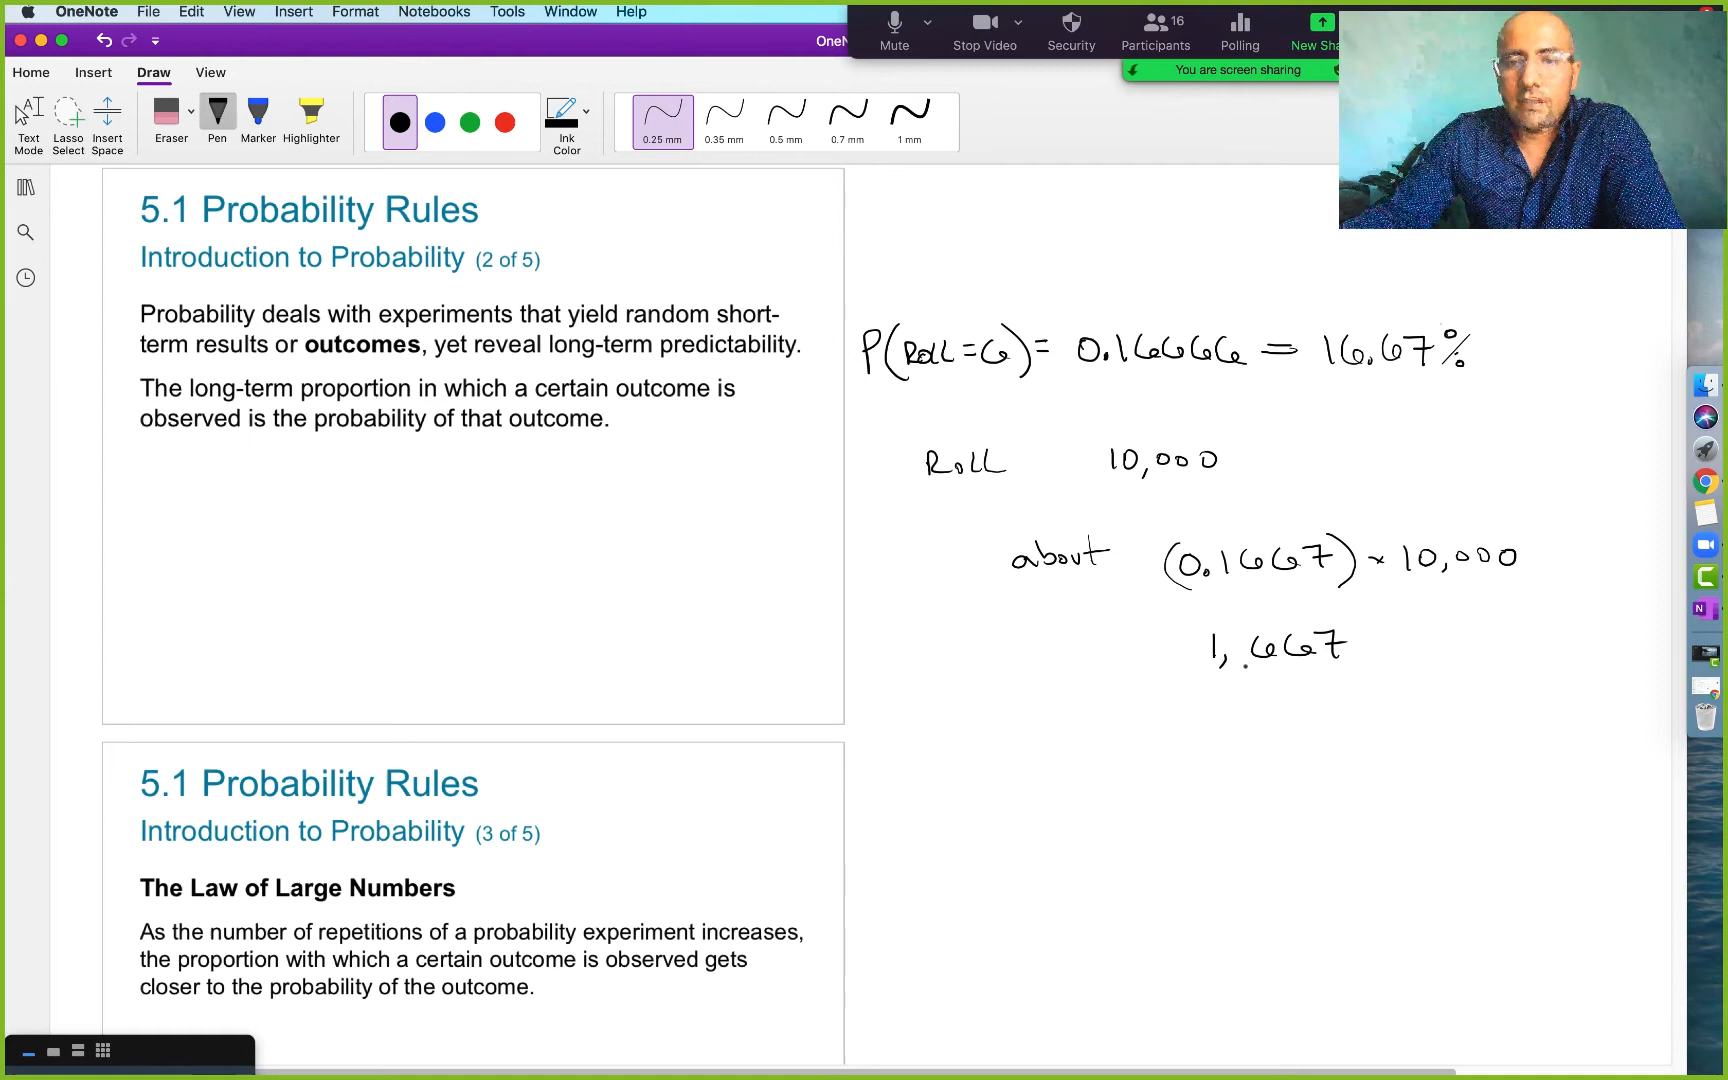 OneNote File Edit View Insert Format Notebooks Tools Window Help
OneN
Mute Stop Video Security Participants 16 Polling New Sha
You are screen sharing
Home Insert Draw View
Text Mode
Lasso Select
Insert Space
Eraser
Pen
Marker
Highlighter
Ink Color
0.25 mm 0.35 mm 0.5 mm 0.7 mm 1 mm
5.1 Probability Rules
Introduction to Probability (2 of 5)
Probability deals with experiments that yield random short-
term results or outcomes, yet reveal long-term predictability.
The long-term proportion in which a certain outcome is
observed is the probability of that outcome.
P(Roll=6)= 0.16666 = 16.67%
Roll 10,000
about (0.1667) × 10,000
1,667
5.1 Probability Rules
Introduction to Probability (3 of 5)
The Law of Large Numbers
As the number of repetitions of a probability experiment increases,
the proportion with which a certain outcome is observed gets
closer to the probability of the outcome.